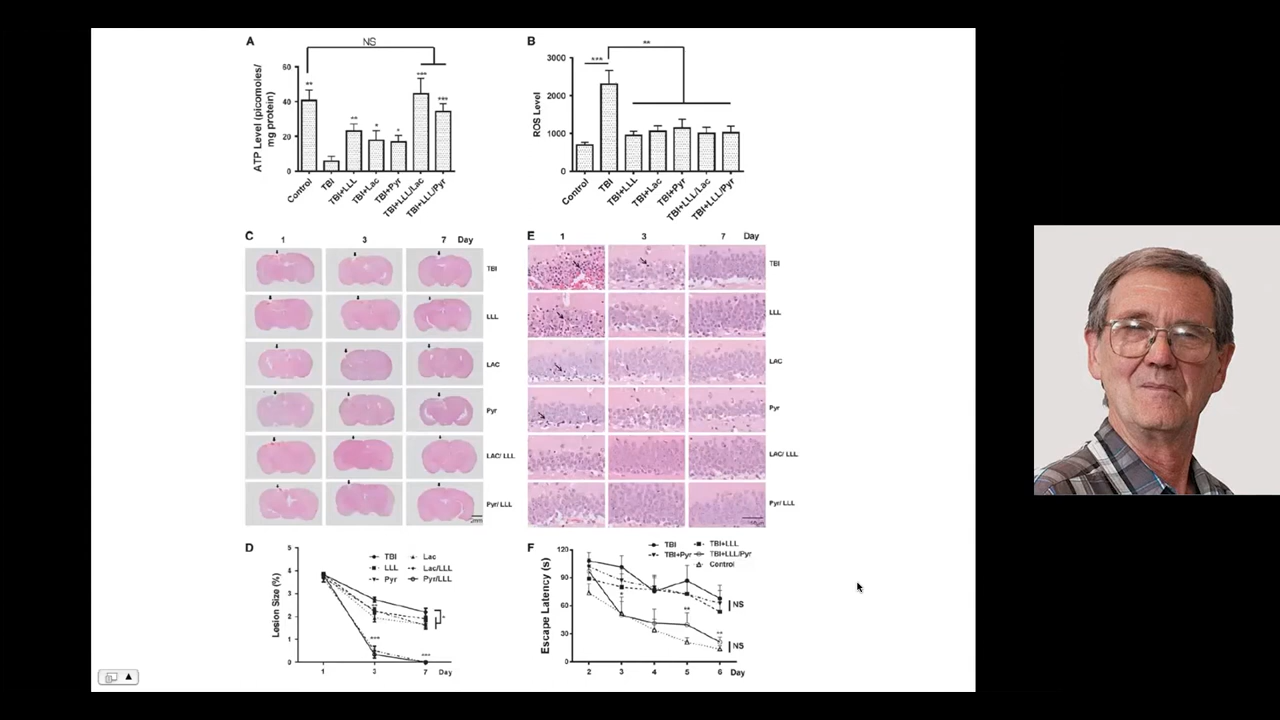 A
NS
ATP Level (picomoles/
mg protein)
60
40
20
0
**
**
*
*
***
***
Control
TBI
TBI+LLL
TBI+Lac
TBI+Pyr
TBI+LLL/Lac
TBI+LLL/Pyr
B
**
***
ROS Level
3000
2000
1000
0
Control
TBI
TBI+LLL
TBI+Lac
TBI+Pyr
TBI+LLL/Lac
TBI+LLL/Pyr
C
1 3 7 Day
TBI
LLL
LAC
Pyr
LAC/ LLL
Pyr/ LLL
2mm
E
1 3 7 Day
TBI
LLL
LAC
Pyr
LAC/ LLL
Pyr/ LLL
D
Lesion Size (%)
5
4
3
2
1
0
TBI Lac
LLL Lac/LLL
Pyr Pyr/LLL
*
***
***
1 3 7 Day
F
Escape Latency (s)
120
90
60
30
0
TBI TBI+LLL
TBI+Pyr TBI+LLL/Pyr
Control
*
**
**
NS
NS
2 3 4 5 6 Day